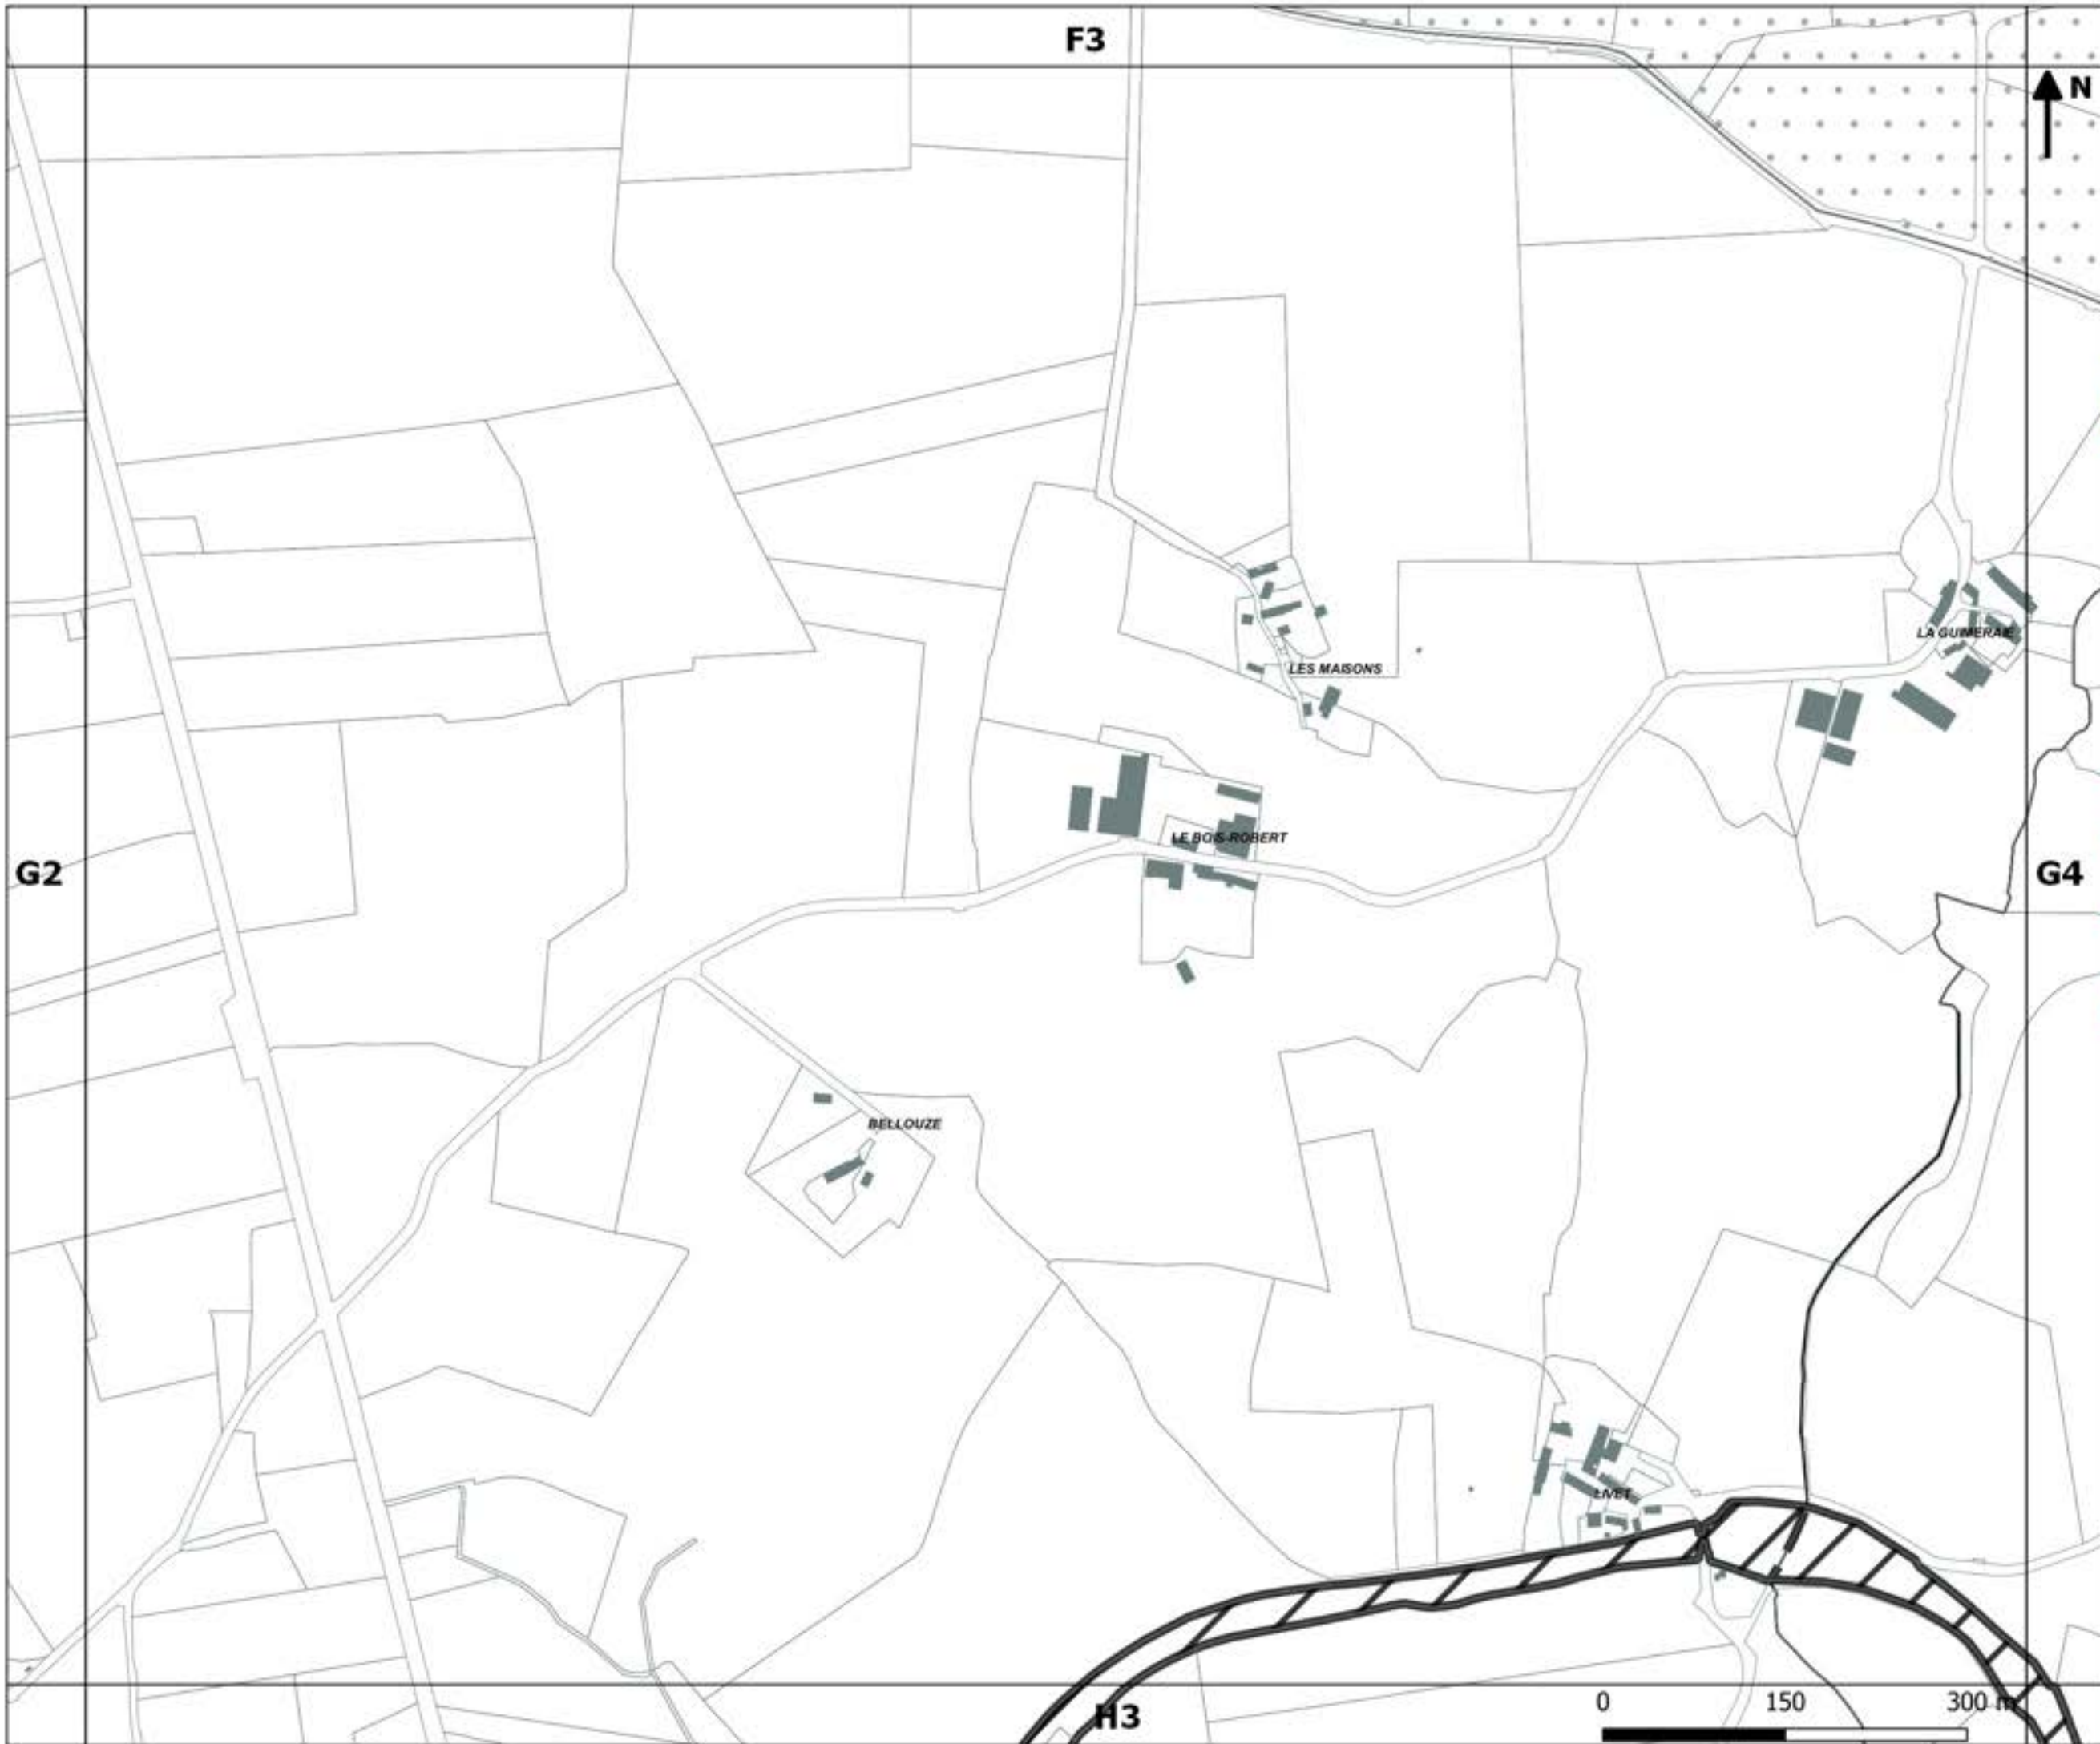 F3
N
LA GUIMERAIE
LES MAISONS
LE BOIS-ROBERT
G2
G4
BELLOUZE
LIVET
0 150 300 m
H3